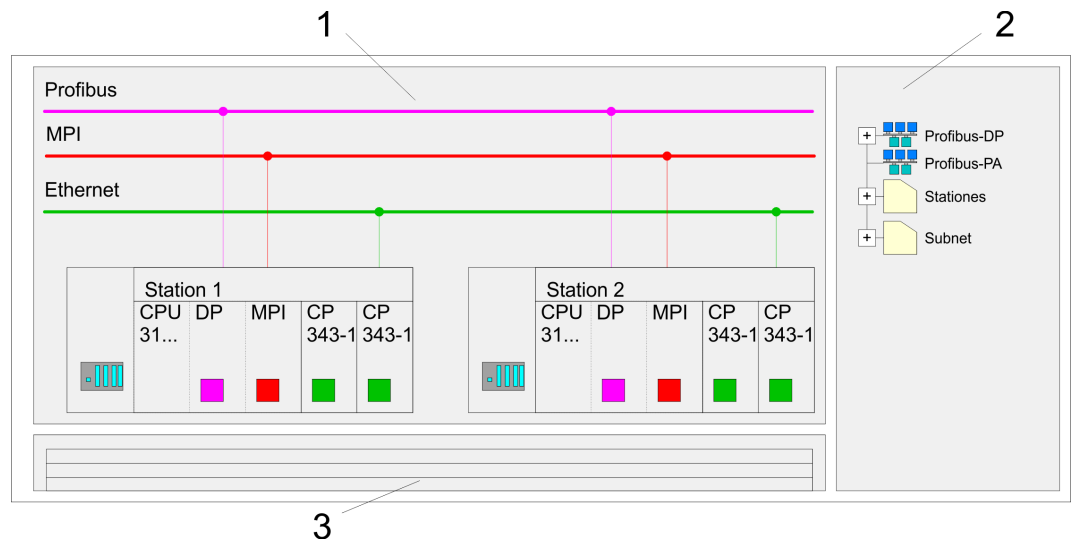 1
2
Profibus
MPI
Ethernet
Profibus-DP
Profibus-PA
Stationes
Subnet
Station 1
CPU DP MPI CP CP
31... 343-1 343-1
Station 2
CPU DP MPI CP CP
31... 343-1 343-1
3